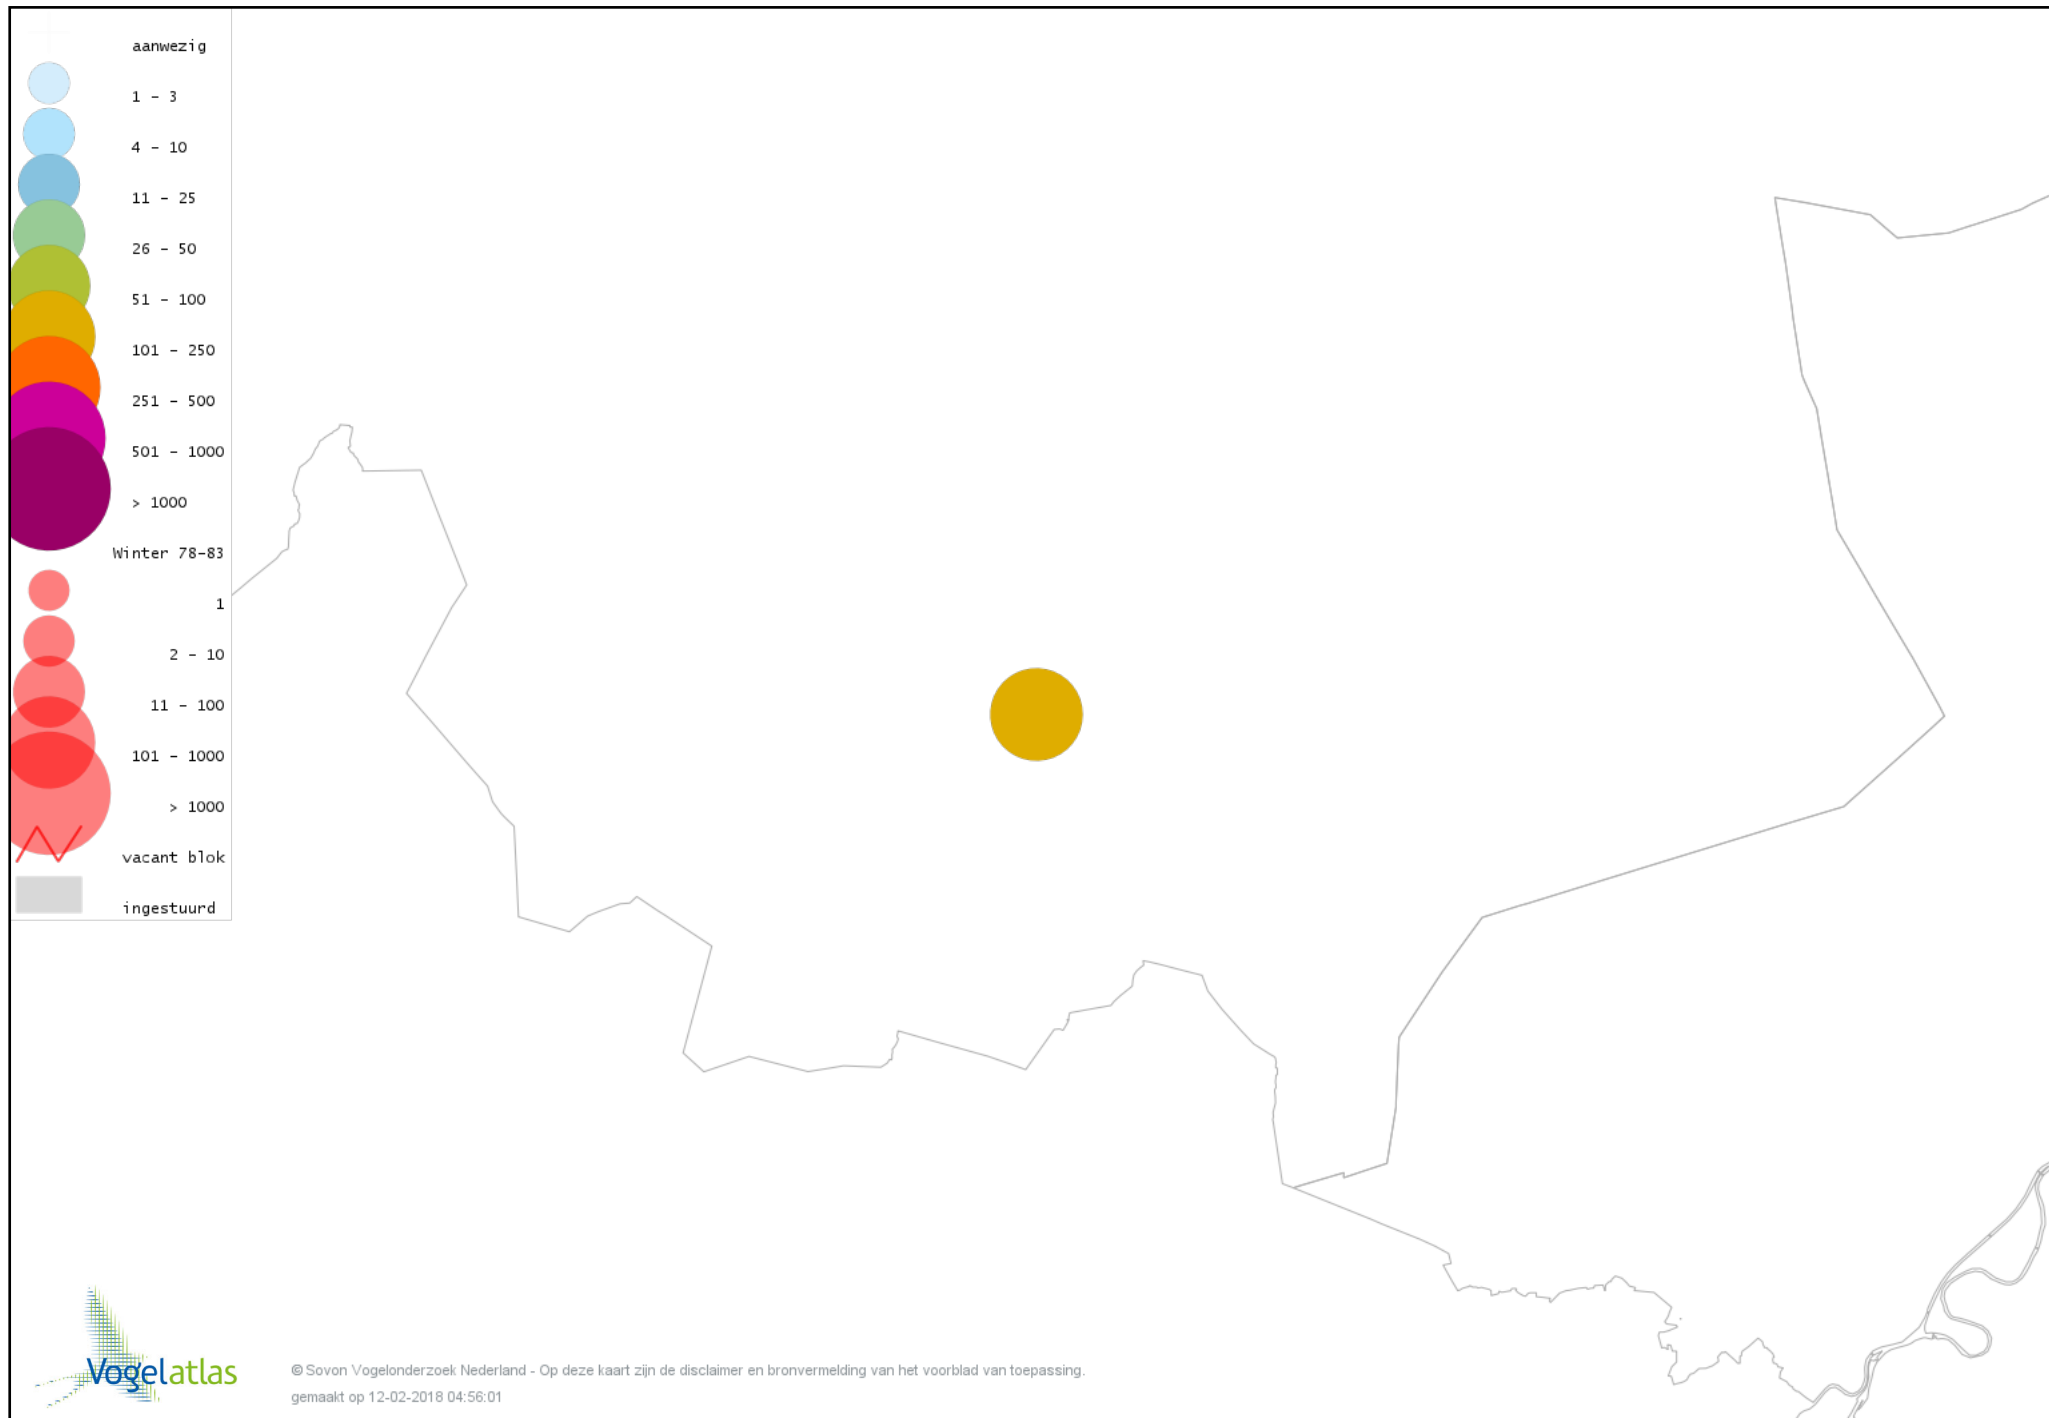 aanwezig
1 - 3
4 - 10
11 - 25
26 - 50
51 - 100
101 - 250
251 - 500
501 - 1000
> 1000
Winter 78-83
1
2 - 10
11 - 100
101 - 1000
> 1000
vacant blok
ingestuurd
Vogelatlas
© Sovon Vogelonderzoek Nederland - Op deze kaart zijn de disclaimer en bronvermelding van het voorblad van toepassing.
gemaakt op 12-02-2018 04:56:01